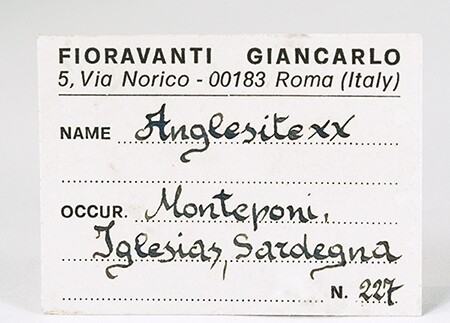 FIORAVANTI GIANCARLO
5, Via Norico - 00183 Roma (Italy)
NAME Anglesite xx
OCCUR. Monteponi,
Iglesias, Sardegna
N. 227